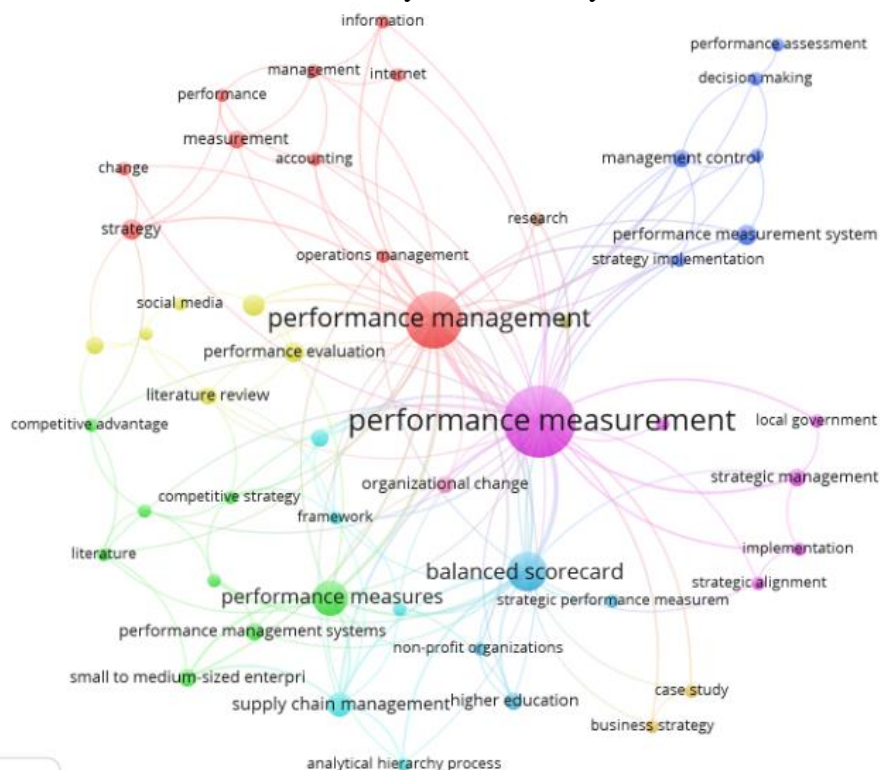 information
performance assessment
management
internet
decision making
performance
measurement
accounting
management control
change
research
strategy
performance measurement system
operations management
strategy implementation
social media
performance management
performance evaluation
literature review
competitive advantage
performance measurement
local government
organizational change
strategic management
competitive strategy
framework
literature
implementation
balanced scorecard
strategic alignment
performance measures
strategic performance measurem
performance management systems
non-profit organizations
small to medium-sized enterpri
supply chain management
higher education
case study
business strategy
analytical hierarchy process